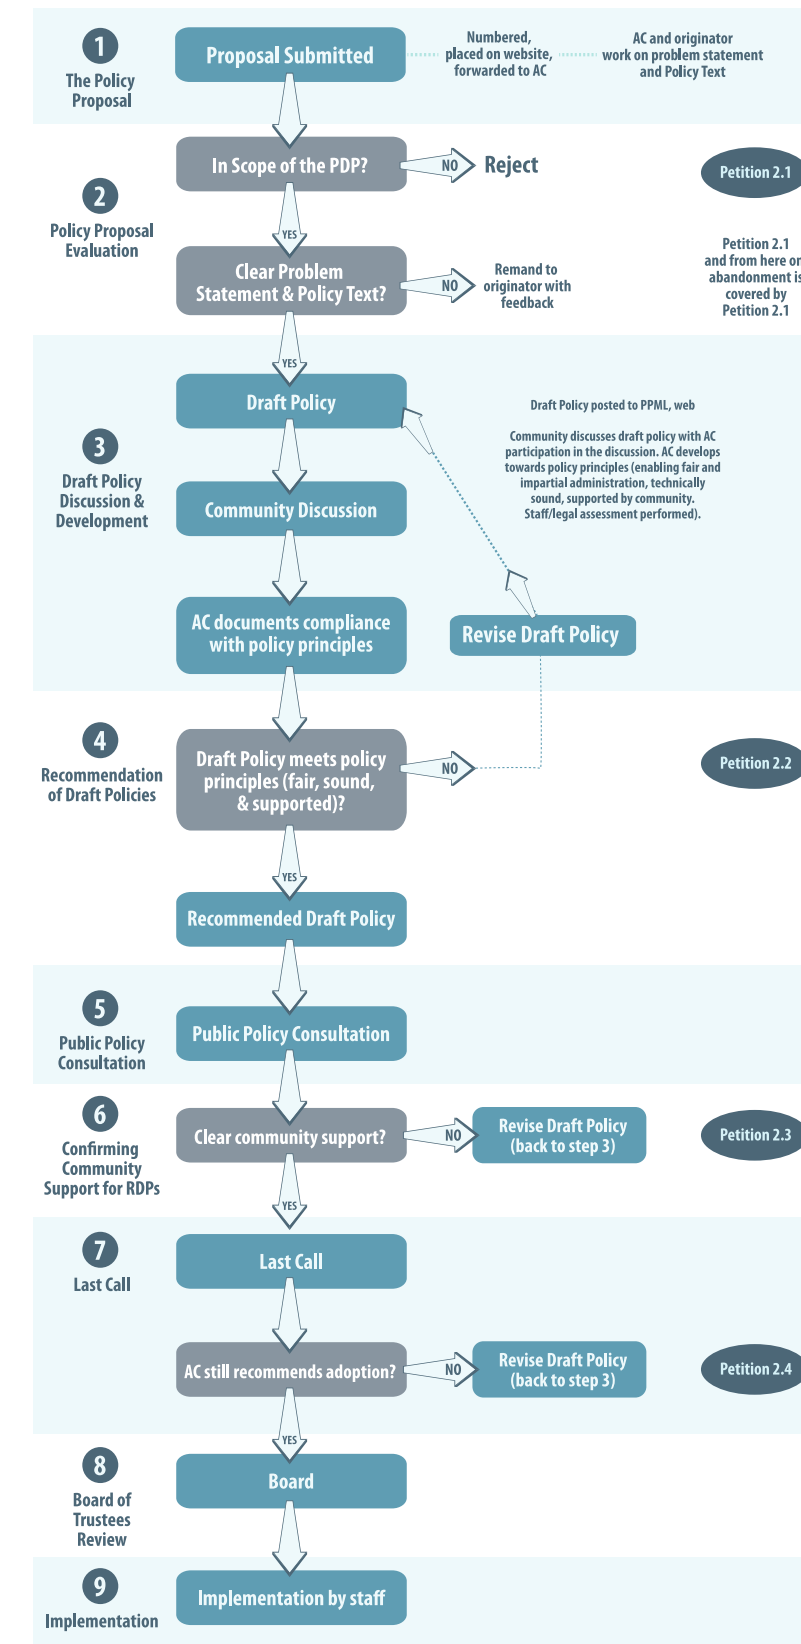 1
The Policy
Proposal
Proposal Submitted
Numbered,
placed on website,
forwarded to AC
AC and originator
work on problem statement
and Policy Text
2
Policy Proposal
Evaluation
In Scope of the PDP?
NO
Reject
Petition 2.1
YES
Clear Problem
Statement & Policy Text?
NO
Remand to
originator with
feedback
Petition 2.1
and from here on
abandonment is
covered by
Petition 2.1
YES
3
Draft Policy
Discussion &
Development
Draft Policy
Draft Policy posted to PPML, web
Community discusses draft policy with AC
participation in the discussion. AC develops
towards policy principles (enabling fair and
impartial administration, technically
sound, supported by community.
Staff/legal assessment performed).
Community Discussion
AC documents compliance
with policy principles
Revise Draft Policy
4
Recommendation
of Draft Policies
Draft Policy meets policy
principles (fair, sound,
& supported)?
NO
Petition 2.2
YES
Recommended Draft Policy
5
Public Policy
Consultation
Public Policy Consultation
6
Confirming
Community
Support for RDPs
Clear community support?
NO
Revise Draft Policy
(back to step 3)
Petition 2.3
YES
7
Last Call
Last Call
AC still recommends adoption?
NO
Revise Draft Policy
(back to step 3)
Petition 2.4
YES
8
Board of
Trustees
Review
Board
9
Implementation
Implementation by staff